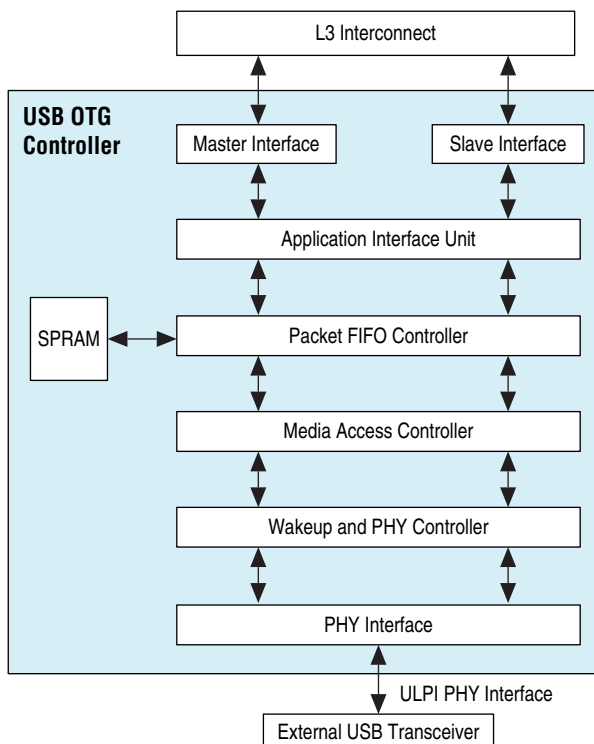 L3 Interconnect
USB OTG
Controller
Master Interface
Slave Interface
Application Interface Unit
SPRAM
Packet FIFO Controller
Media Access Controller
Wakeup and PHY Controller
PHY Interface
ULPI PHY Interface
External USB Transceiver